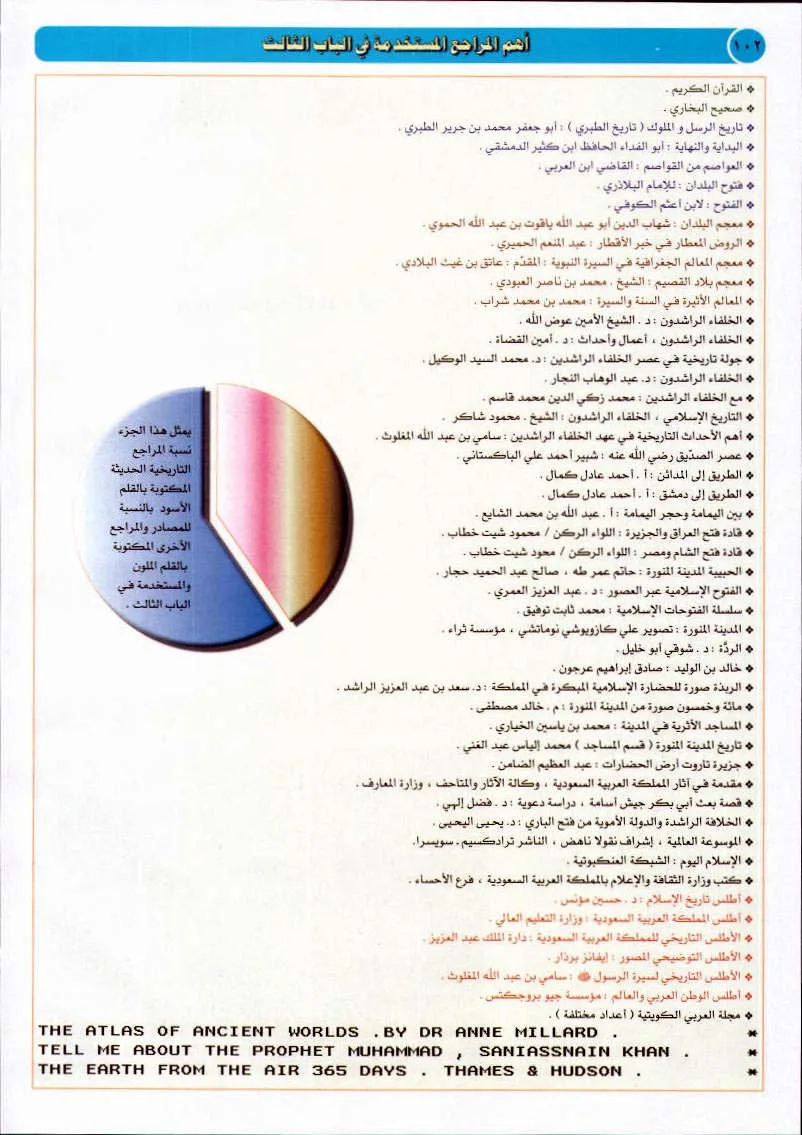 ١٠٢
أهم المراجع المستخدمة في الباب الثالث
❖ القرآن الكريم .
❖ صحيح البخاري .
❖ تاريخ الرسل و الملوك ( تاريخ الطبري ) : أبو جعفر محمد بن جرير الطبري .
❖ البداية والنهاية : أبو الفداء الحافظ ابن كثير الدمشقي .
❖ العواصم من القواصم : القاضي ابن العربي .
❖ فتوح البلدان : للإمام البلاذري .
❖ الفتوح : لابن أعثم الكوفي .
❖ معجم البلدان : شهاب الدين أبو عبد الله ياقوت بن عبد الله الحموي .
❖ الروض المعطار في خبر الأقطار : عبد المنعم الحميري .
❖ معجم المعالم الجغرافية في السيرة النبوية : المقدّم : عاتق بن غيث البلادي .
❖ معجم بلاد القصيم : الشيخ . محمد بن ناصر العبودي .
❖ المعالم الأثيرة في السنة والسيرة : محمد بن محمد شراب .
❖ الخلفاء الراشدون : د . الشيخ الأمين عوض الله .
❖ الخلفاء الراشدون ، أعمال وأحداث : د . أمين القضاة .
❖ جولة تاريخية في عصر الخلفاء الراشدين : د. محمد السيد الوكيل .
❖ الخلفاء الراشدون : د. عبد الوهاب النجار .
❖ مع الخلفاء الراشدين : محمد زكي الدين محمد قاسم .
❖ التاريخ الإسلامي ، الخلفاء الراشدون : الشيخ . محمود شاكر .
❖ أهم الأحداث التاريخية في عهد الخلفاء الراشدين : سامي بن عبد الله المغلوث .
❖ عصر الصدّيق رضي الله عنه : شبير أحمد علي الباكستاني .
❖ الطريق إلى المدائن : أ . أحمد عادل كمال .
❖ الطريق إلى دمشق : أ . أحمد عادل كمال .
❖ بين اليمامة وحجر اليمامة : أ . عبد الله بن محمد الشايع .
❖ قادة فتح العراق والجزيرة : اللواء الركن / محمود شيت خطاب .
❖ قادة فتح الشام ومصر : اللواء الركن / محود شيت خطاب .
❖ الحبيبة المدينة المنورة : حاتم عمر طه ، صالح عبد الحميد حجار .
❖ الفتوح الإسلامية عبر العصور : د . عبد العزيز العمري .
❖ سلسلة الفتوحات الإسلامية : محمد ثابت توفيق .
❖ المدينة المنورة : تصوير علي كازويوشي نوماتشي ، مؤسسة ثراء .
❖ الردّة : د . شوقي أبو خليل .
❖ خالد بن الوليد : صادق إبراهيم عرجون .
❖ الربذة صورة للحضارة الإسلامية المبكرة في المملكة : د. سعد بن عبد العزيز الراشد .
❖ مائة وخمسون صورة من المدينة المنورة : م . خالد مصطفى .
❖ المساجد الأثرية في المدينة : محمد بن ياسين الخياري .
❖ تاريخ المدينة المنورة ( قسم المساجد ) محمد إلياس عبد الغني .
❖ جزيرة تاروت أرض الحضارات : عبد العظيم الضامن .
❖ مقدمة في آثار المملكة العربية السعودية ، وكالة الآثار والمتاحف ، وزارة المعارف .
❖ قصة بعث أبي بكر جيش أسامة ، دراسة دعوية : د . فضل إلهي .
❖ الخلافة الراشدة والدولة الأموية من فتح الباري : د. يحيى اليحيى .
❖ الموسوعة العالمية ، إشراف نقولا ناهض ، الناشر ترادكسيم . سويسرا.
❖ الإسلام اليوم : الشبكة العنكبوتية .
❖ كتب وزارة الثقافة والإعلام بالمملكة العربية السعودية ، فرع الأحساء .
❖ أطلس تاريخ الإسلام : د . حسين مؤنس .
❖ أطلس المملكة العربية السعودية : وزارة التعليم العالي .
❖ الأطلس التاريخي للمملكة العربية السعودية : دارة الملك عبد العزيز .
❖ الأطلس التوضيحي المصور : إيفانز برذار .
❖ الأطلس التاريخي لسيرة الرسول ﷺ : سامي بن عبد الله المغلوث .
❖ أطلس الوطن العربي والعالم : مؤسسة جيو بروجكتس .
❖ مجلة العربي الكويتية ( أعداد مختلفة ) .
THE ATLAS OF ANCIENT WORLDS .BY DR ANNE MILLARD . *
TELL ME ABOUT THE PROPHET MUHAMMAD , SANIASSNAIN KHAN . *
THE EARTH FROM THE AIR 365 DAYS . THAMES & HUDSON . *
يمثل هذا الجزء
نسبة المراجع
التاريخية الحديثة
المكتوبة بالقلم
الأسود بالنسبة
للمصادر والمراجع
الأخرى المكتوبة
بالقلم الملون
والمستخدمة في
الباب الثالث .